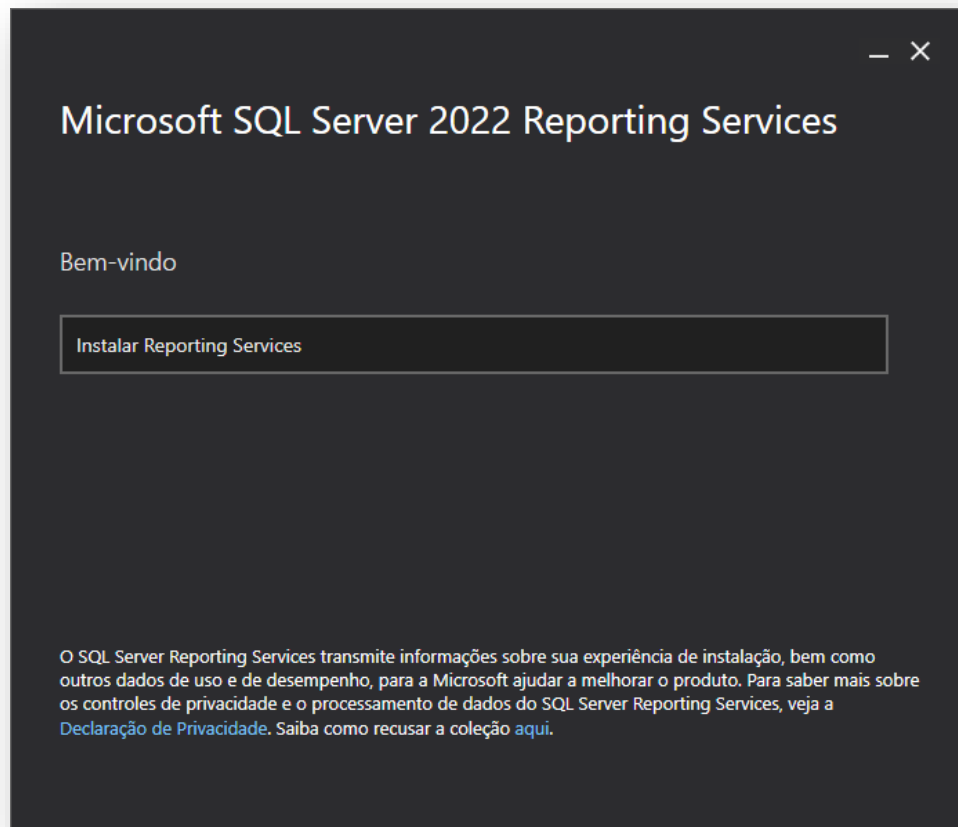 Microsoft SQL Server 2022 Reporting Services
Bem-vindo
Instalar Reporting Services
O SQL Server Reporting Services transmite informações sobre sua experiência de instalação, bem como
outros dados de uso e de desempenho, para a Microsoft ajudar a melhorar o produto. Para saber mais sobre
os controles de privacidade e o processamento de dados do SQL Server Reporting Services, veja a
Declaração de Privacidade. Saiba como recusar a coleção aqui.